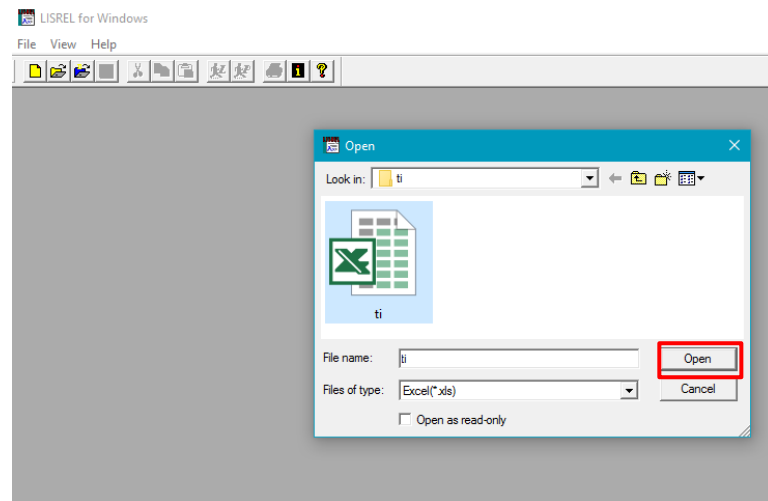 LISREL for Windows
File View Help
Open
Look in: ti
ti
File name: ti
Open
Files of type: Excel(*.xls)
Cancel
Open as read-only